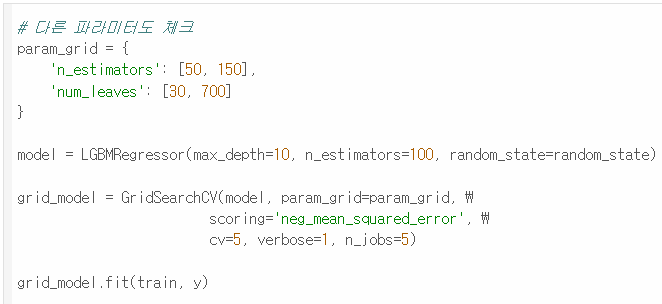 # 다른 파라미터도 체크
param_grid = {
    'n_estimators': [50, 150],
    'num_leaves': [30, 700]
}
model = LGBMRegressor(max_depth=10, n_estimators=100, random_state=random_state)
grid_model = GridSearchCV(model, param_grid=param_grid, ₩
                        scoring='neg_mean_squared_error', ₩
                        cv=5, verbose=1, n_jobs=5)
grid_model.fit(train, y)